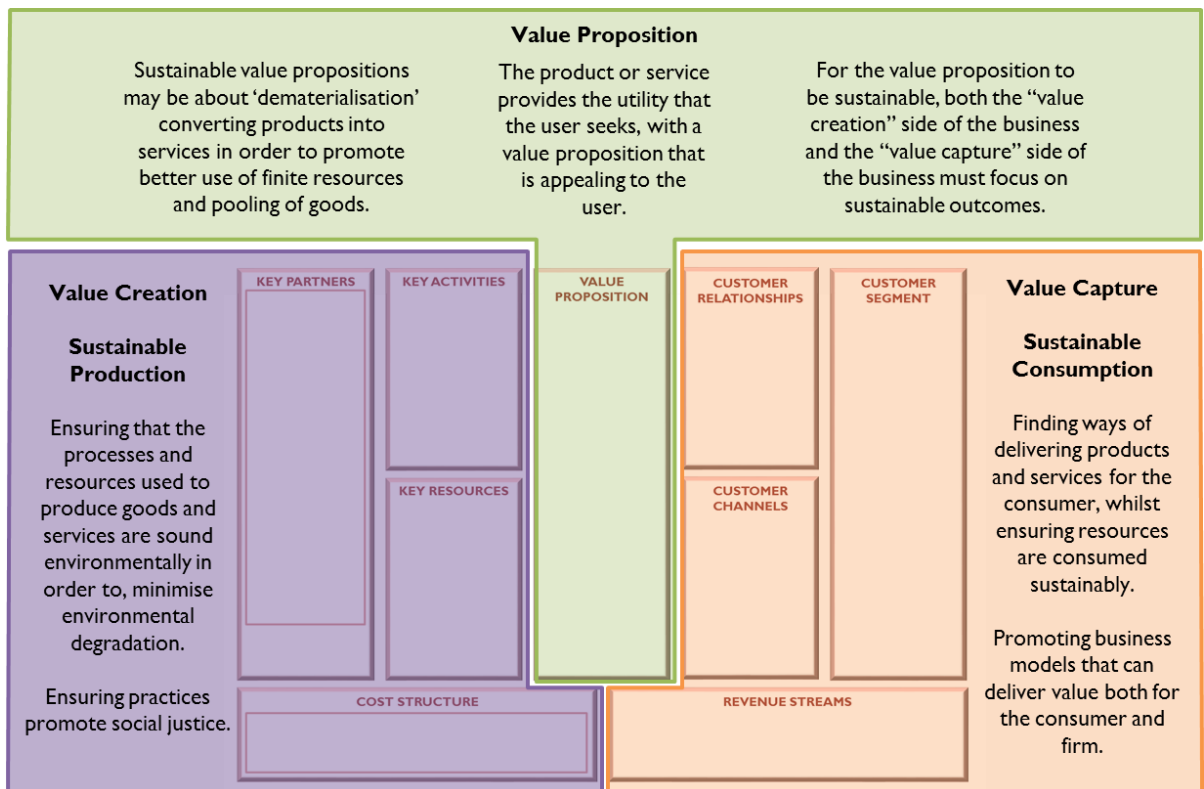 Value Proposition
Sustainable value propositions
may be about ‘dematerialisation’
converting products into
services in order to promote
better use of finite resources
and pooling of goods.
The product or service
provides the utility that
the user seeks, with a
value proposition that
is appealing to the
user.
For the value proposition to
be sustainable, both the “value
creation” side of the business
and the “value capture” side of
the business must focus on
sustainable outcomes.
Value Creation
Sustainable
Production
Ensuring that the
processes and
resources used to
produce goods and
services are sound
environmentally in
order to, minimise
environmental
degradation.
Ensuring practices
promote social justice.
KEY PARTNERS
KEY ACTIVITIES
KEY RESOURCES
COST STRUCTURE
VALUE
PROPOSITION
CUSTOMER
RELATIONSHIPS
CUSTOMER
CHANNELS
CUSTOMER
SEGMENT
REVENUE STREAMS
Value Capture
Sustainable
Consumption
Finding ways of
delivering products
and services for the
consumer, whilst
ensuring resources
are consumed
sustainably.
Promoting business
models that can
deliver value both for
the consumer and
firm.